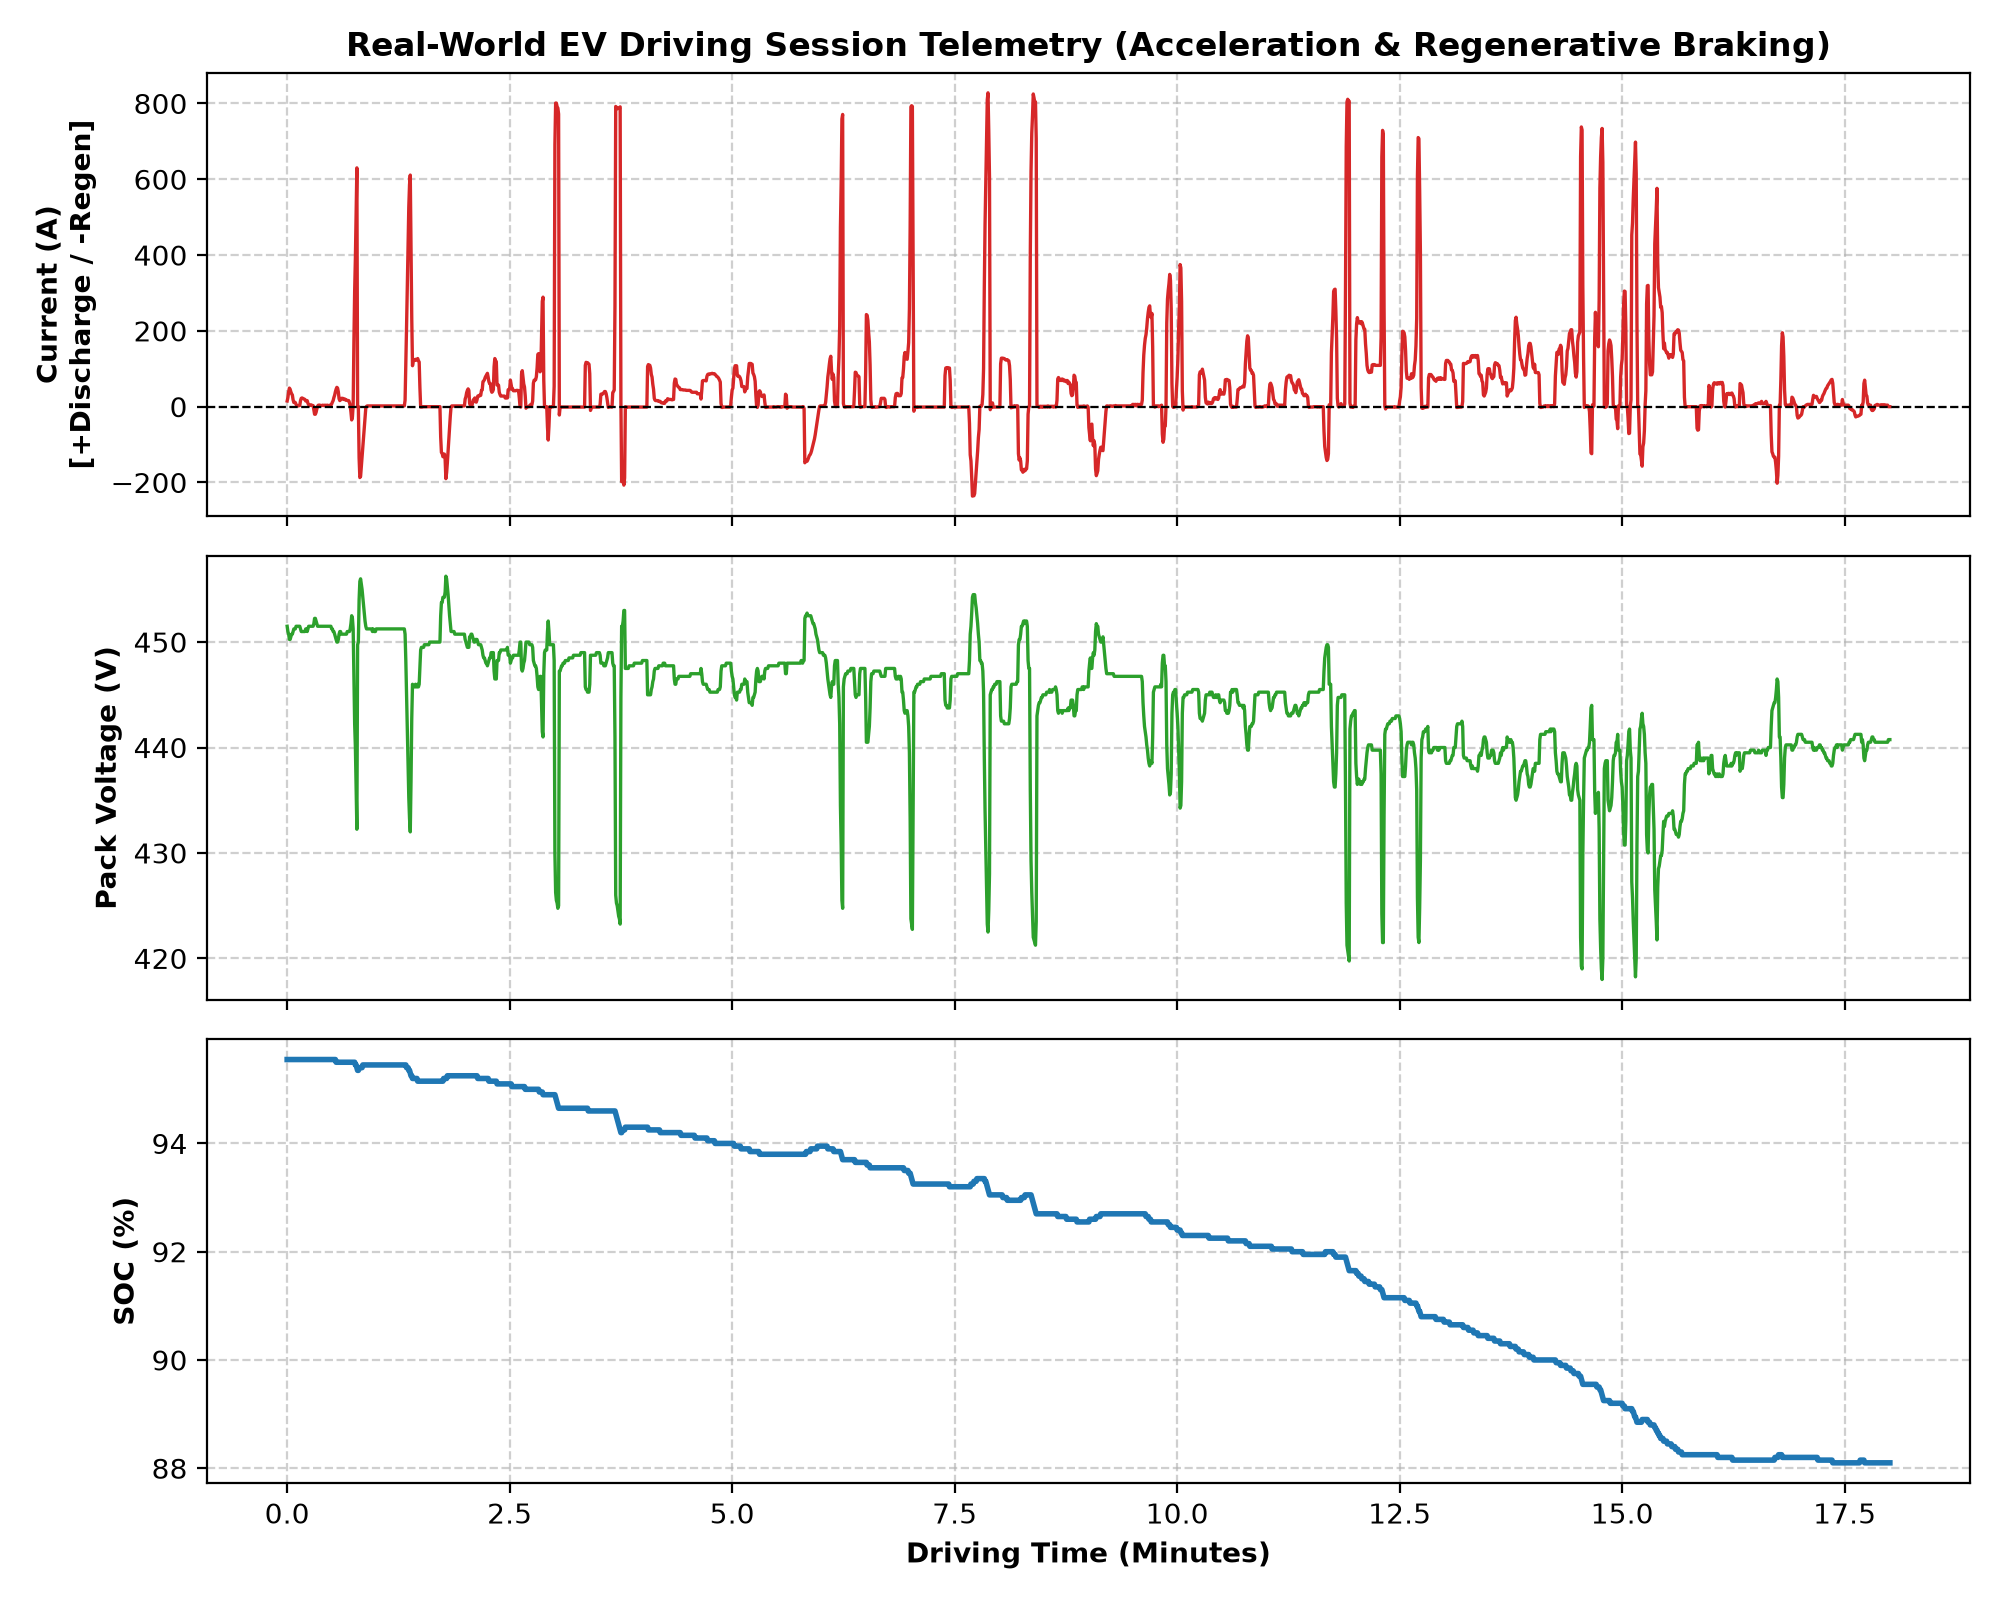 Real-World EV Driving Session Telemetry (Acceleration & Regenerative Braking)
Current (A)
[+Discharge / -Regen]
800
600
400
200
0
−200
Pack Voltage (V)
450
440
430
420
SOC (%)
94
92
90
88
0.0 2.5 5.0 7.5 10.0 12.5 15.0 17.5
Driving Time (Minutes)